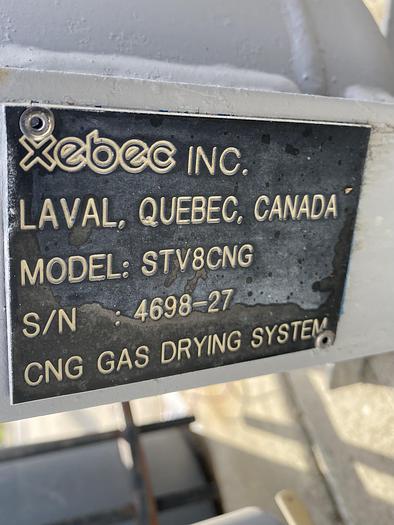 xebec INC.
LAVAL, QUEBEC, CANADA
MODEL: STV8CNG
S/N : 4698-27
CNG GAS DRYING SYSTEM